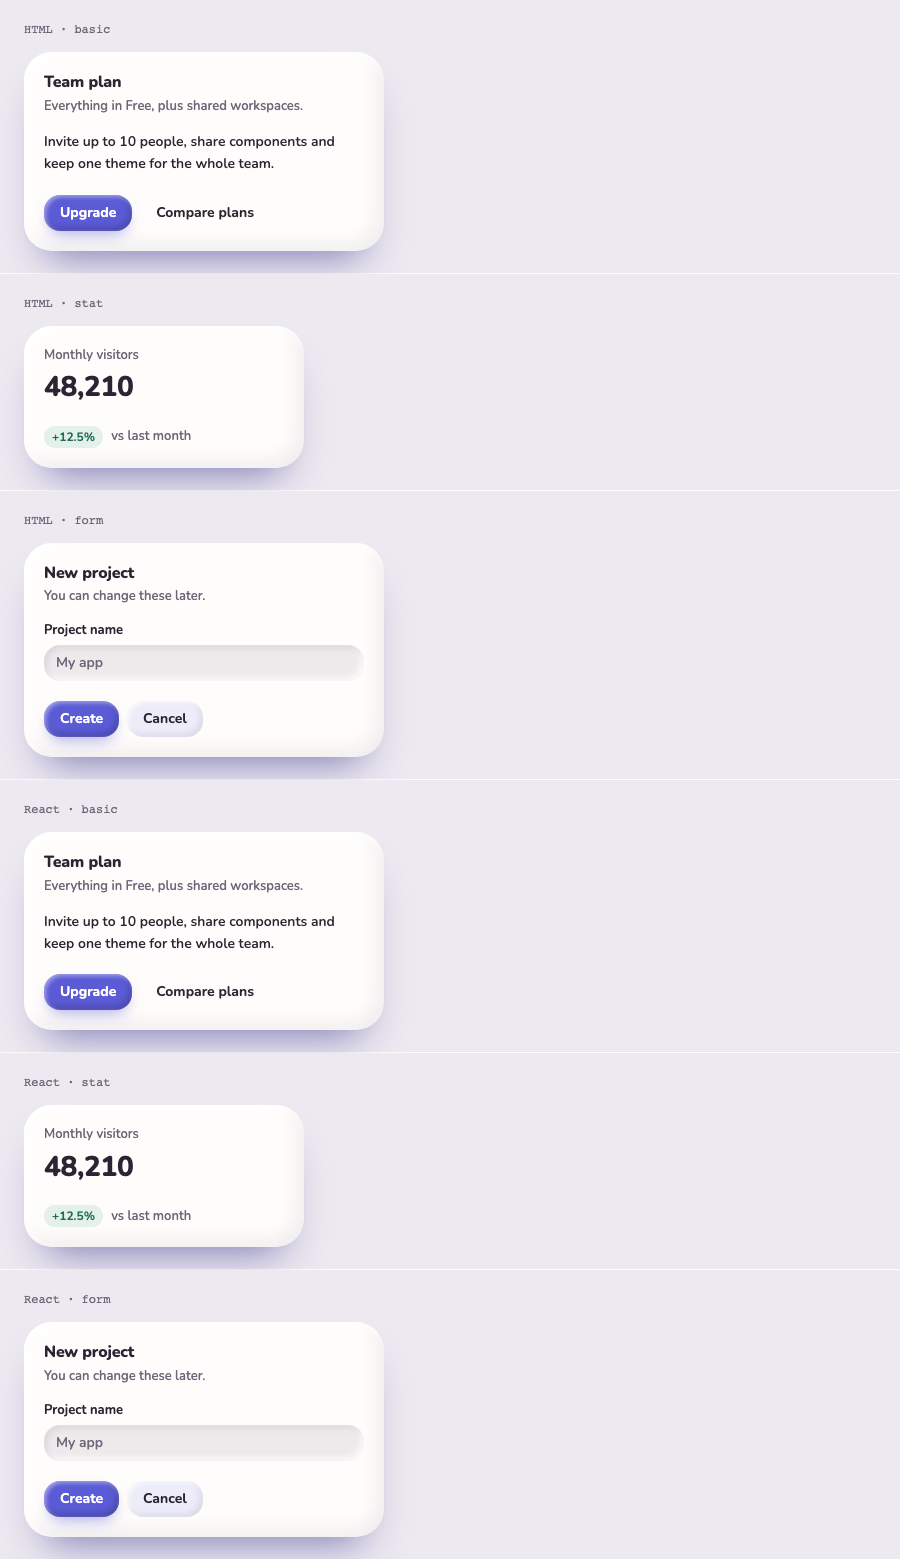 HTML · basic
Team plan
Everything in Free, plus shared workspaces.
Invite up to 10 people, share components and
keep one theme for the whole team.
Upgrade Compare plans
HTML · stat
Monthly visitors
48,210
+12.5% vs last month
HTML · form
New project
You can change these later.
Project name
My app
Create Cancel
React · basic
Team plan
Everything in Free, plus shared workspaces.
Invite up to 10 people, share components and
keep one theme for the whole team.
Upgrade Compare plans
React · stat
Monthly visitors
48,210
+12.5% vs last month
React · form
New project
You can change these later.
Project name
My app
Create Cancel